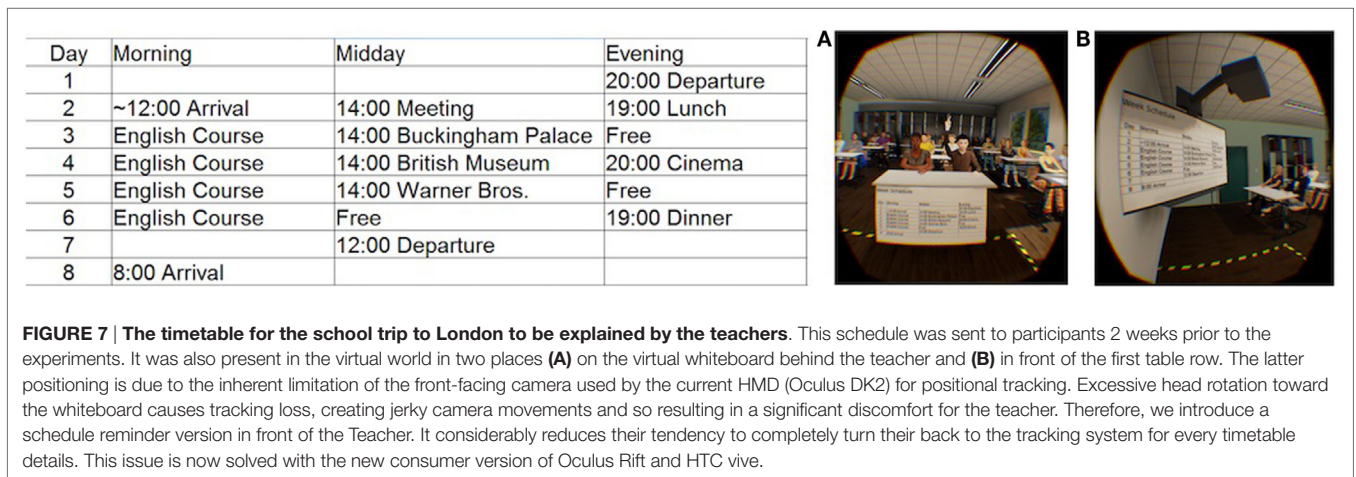 Day Morning Midday Evening
1 20:00 Departure
2 ~12:00 Arrival 14:00 Meeting 19:00 Lunch
3 English Course 14:00 Buckingham Palace Free
4 English Course 14:00 British Museum 20:00 Cinema
5 English Course 14:00 Warner Bros. Free
6 English Course Free 19:00 Dinner
7 12:00 Departure
8 8:00 Arrival
A
Week Schedule
B
Week Schedule
FIGURE 7 | The timetable for the school trip to London to be explained by the teachers. This schedule was sent to participants 2 weeks prior to the
experiments. It was also present in the virtual world in two places (A) on the virtual whiteboard behind the teacher and (B) in front of the first table row. The latter
positioning is due to the inherent limitation of the front-facing camera used by the current HMD (Oculus DK2) for positional tracking. Excessive head rotation toward
the whiteboard causes tracking loss, creating jerky camera movements and so resulting in a significant discomfort for the teacher. Therefore, we introduce a
schedule reminder version in front of the Teacher. It considerably reduces their tendency to completely turn their back to the tracking system for every timetable
details. This issue is now solved with the new consumer version of Oculus Rift and HTC vive.